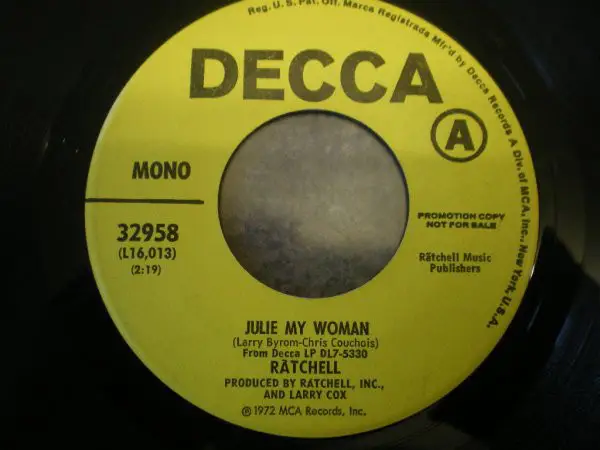 Reg. U.S. Pat. Off. Marca Registrada Mfr'd by Decca Records A Div. of MCA, Inc., New York, U.S.A.
DECCA
A
MONO
32958
(L16,013)
(2:19)
PROMOTION COPY
NOT FOR SALE
Rātchell Music
Publishers
JULIE MY WOMAN
(Larry Byrom-Chris Couchois)
From Decca LP DL7-5330
RĀTCHELL
PRODUCED BY RATCHELL, INC.,
AND LARRY COX
℗ 1972 MCA Records, Inc.